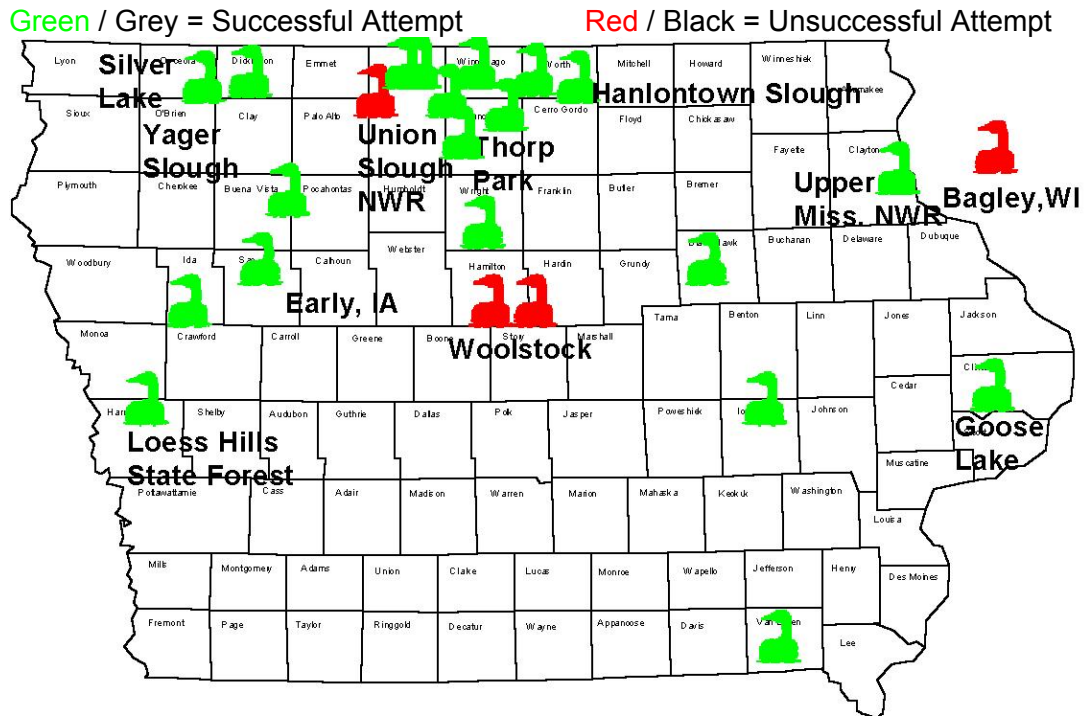 Green / Grey = Successful Attempt Red / Black = Unsuccessful Attempt
Lyon Emmet Mitchell Howard Winneshiek
Silver
Lake
Worth
Hanlontown Slough
Sioux O'Brien Clay Palo Alto Cerro Gordo Floyd Chickasaw
Yager
Slough
Union
Slough
NWR
Thorp
Park
Fayette Clayton
Plymouth Cherokee Buena Vista Pocahontas Humboldt Wright Franklin Butler Bremer
Upper
Miss. NWR
Bagley,WI
Woodbury Ida Calhoun Webster Hamilton Hardin Grundy Buchanan Delaware Dubuque
Early, IA
Monoa Crawford Carroll Greene Boone Story Marshall Tama Benton Linn Jones Jackson
Woolstock
Cedar
Shelby Audubon Guthrie Dallas Polk Jasper Poweshiek Johnson
Loess Hills
State Forest
Goose
Lake
Muscatine
Pottawattamie Cass Adair Madison Warren Marion Mahaska Keokuk Washington
Louisa
Mills Montgomery Adams Union Clake Lucas Monroe Wapello Jefferson Henry Des Moines
Fremont Page Taylor Ringgold Decatur Wayne Appanoose Davis Lee